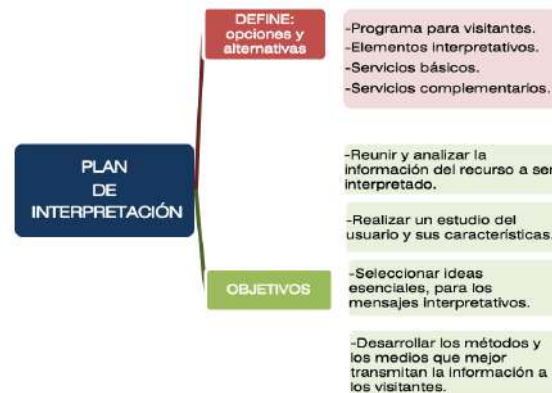 DEFINE:
opciones y
alternativas
-Programa para visitantes.
-Elementos interpretativos.
-Servicios básicos.
-Servicios complementarios.
PLAN
DE
INTERPRETACIÓN
-Reunir y analizar la
información del recurso a ser
interpretado.
-Realizar un estudio del
usuario y sus características.
OBJETIVOS
-Seleccionar ideas
esenciales, para los
mensajes interpretativos.
-Desarrollar los métodos y
los medios que mejor
transmitan la información a
los visitantes.